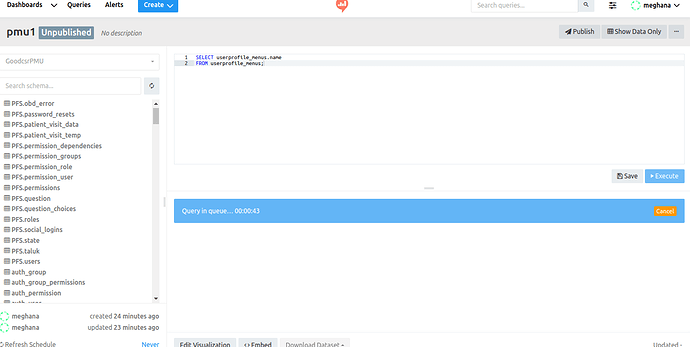 Dashboards Queries Alerts Create Search queries... meghana
pmu1 Unpublished No description Publish Show Data Only
GoodcsrPMU
Search schema...
PFS.obd_error
PFS.password_resets
PFS.patient_visit_data
PFS.patient_visit_temp
PFS.permission_dependencies
PFS.permission_groups
PFS.permission_role
PFS.permission_user
PFS.permissions
PFS.question
PFS.question_choices
PFS.roles
PFS.social_logins
PFS.state
PFS.taluk
PFS.users
auth_group
auth_group_permissions
auth_permission
meghana created 24 minutes ago
meghana updated 23 minutes ago
Refresh Schedule Never
1 SELECT userprofile_menus.name
2 FROM userprofile_menus;
Save Execute
Query in queue... 00:00:43 Cancel
Edit Visualization <> Embed Download Dataset Updated -